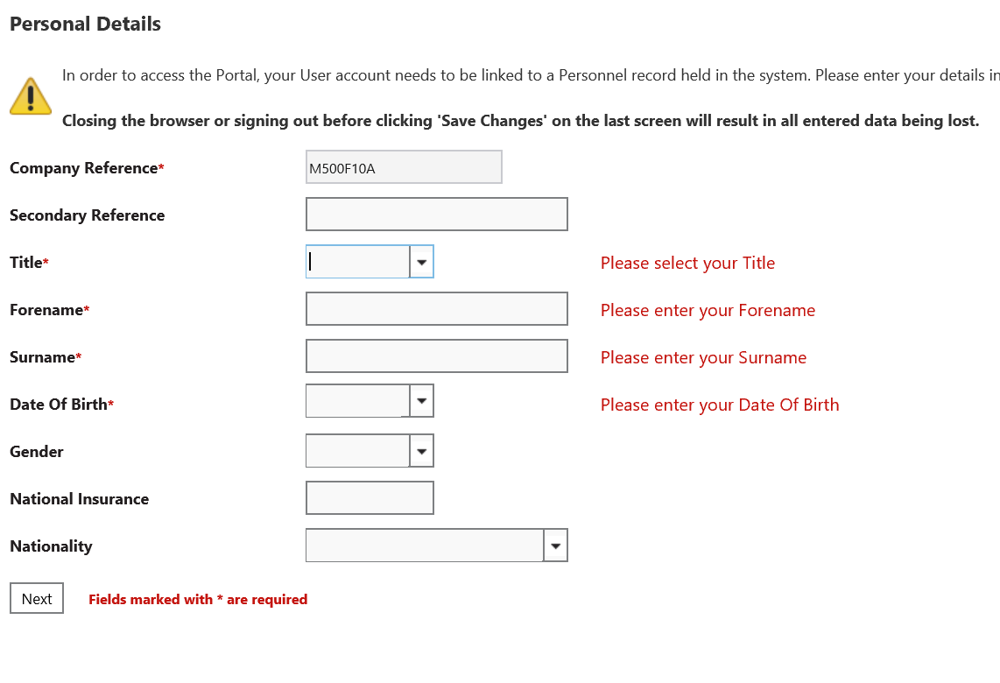 Personal Details
In order to access the Portal, your User account needs to be linked to a Personnel record held in the system. Please enter your details in
Closing the browser or signing out before clicking 'Save Changes' on the last screen will result in all entered data being lost.
Company Reference* M500F10A
Secondary Reference
Title* Please select your Title
Forename* Please enter your Forename
Surname* Please enter your Surname
Date Of Birth* Please enter your Date Of Birth
Gender
National Insurance
Nationality
Next Fields marked with * are required